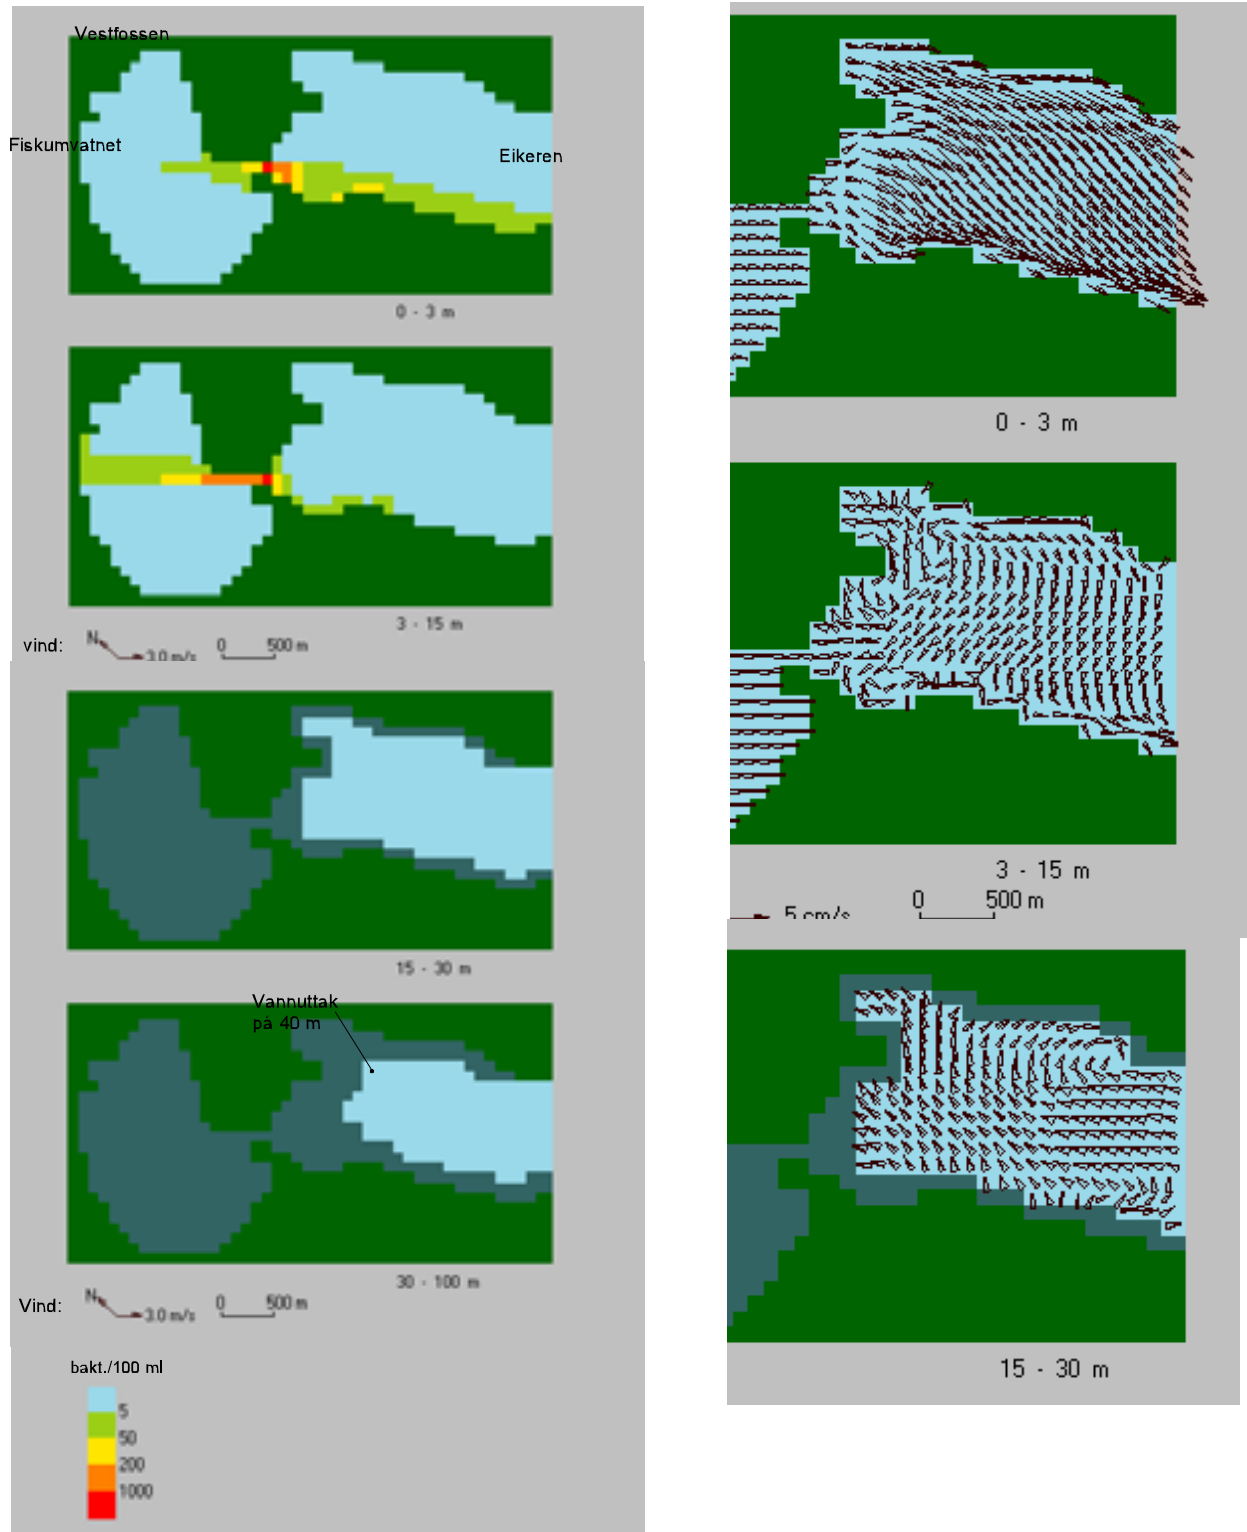 Vestfossen
Fiskumvatnet
Eikeren
0 - 3 m
3 - 15 m
vind:
N
3.0 m/s
0 500 m
15 - 30 m
Vannuttak
på 40 m
30 - 100 m
Vind:
N
3.0 m/s
0 500 m
bakt./100 ml
5
50
200
1000
0 - 3 m
3 - 15 m
5 cm/s
0 500 m
15 - 30 m